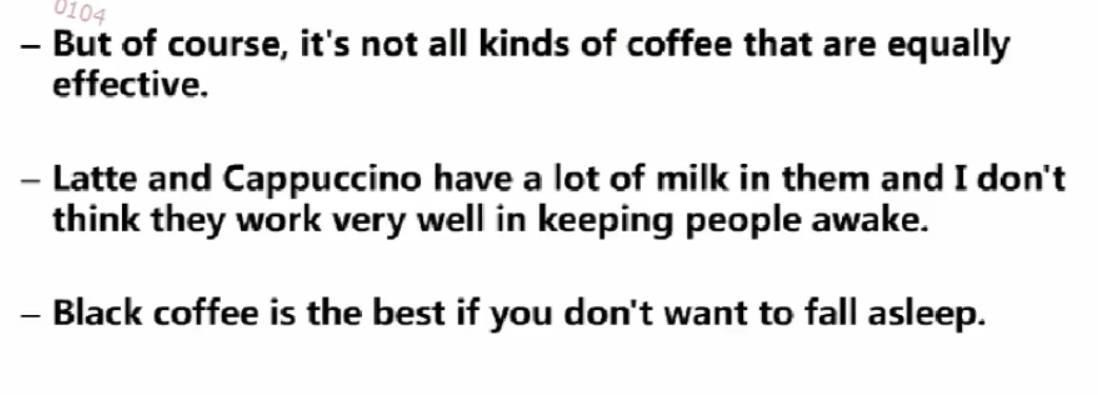 0104
– But of course, it's not all kinds of coffee that are equally
effective.
– Latte and Cappuccino have a lot of milk in them and I don't
think they work very well in keeping people awake.
– Black coffee is the best if you don't want to fall asleep.